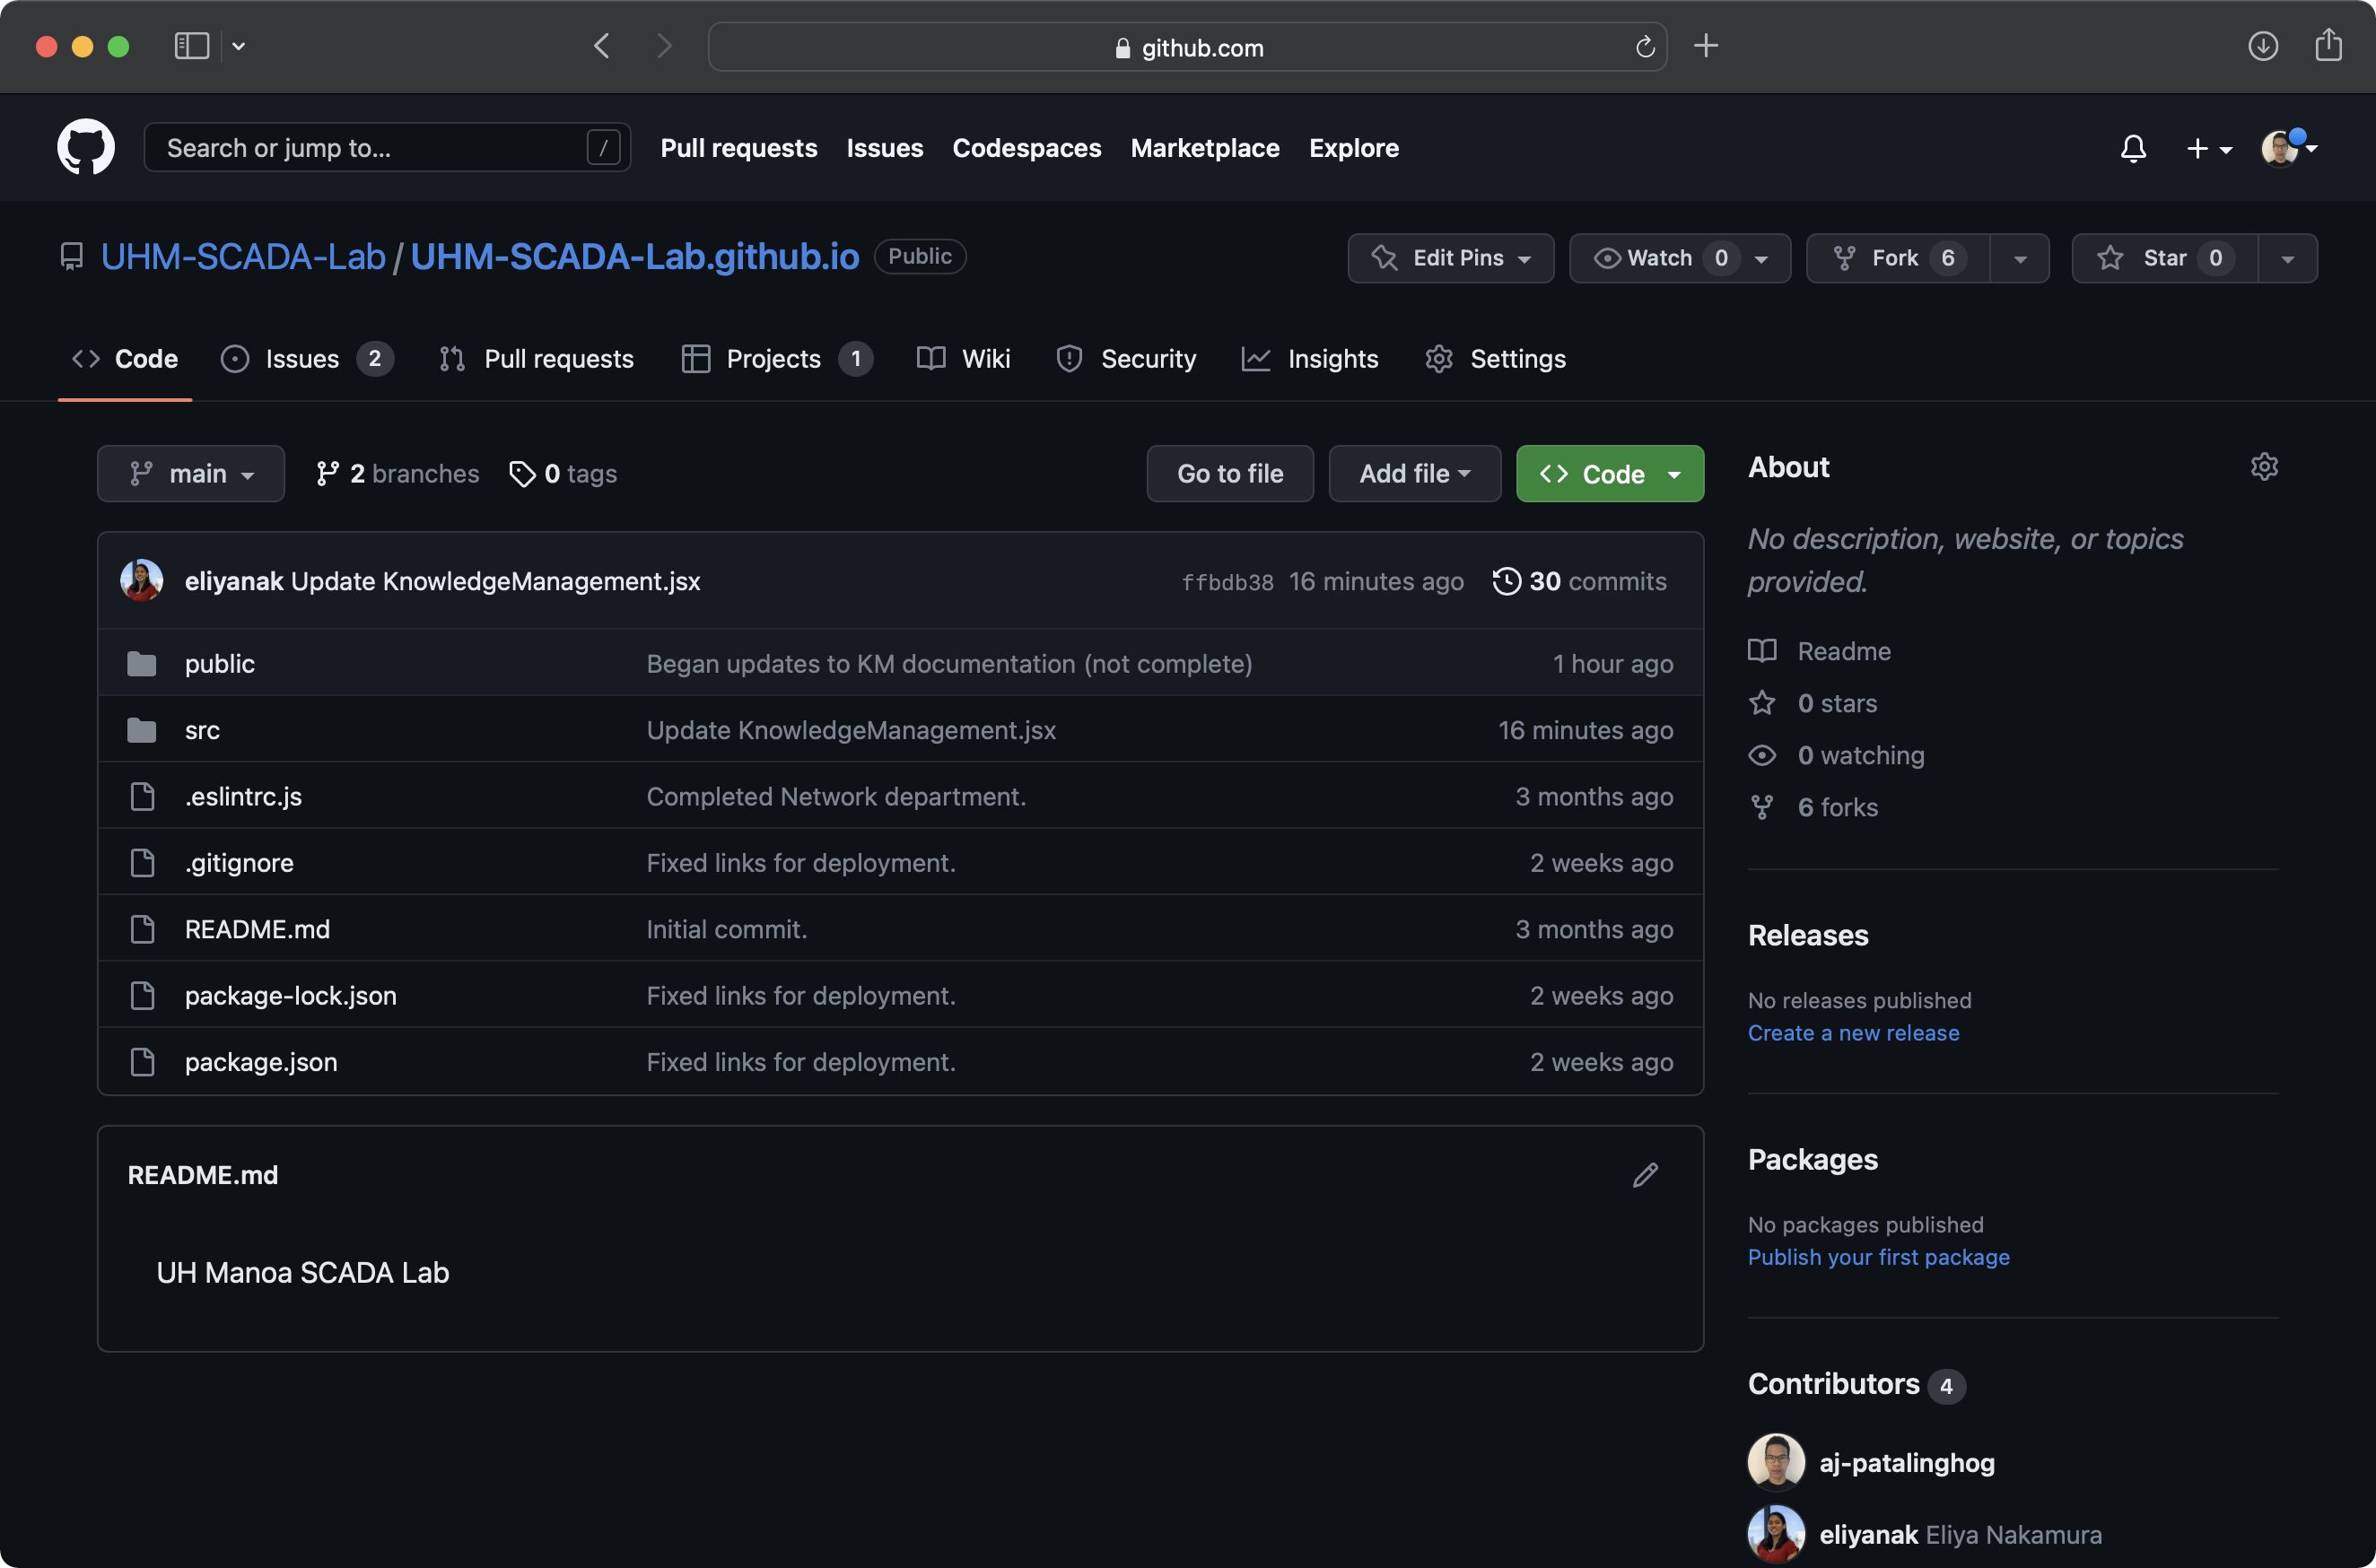 github.com
Search or jump to... / Pull requests Issues Codespaces Marketplace Explore
UHM-SCADA-Lab / UHM-SCADA-Lab.github.io Public Edit Pins Watch 0 Fork 6 Star 0
Code Issues 2 Pull requests Projects 1 Wiki Security Insights Settings
main 2 branches 0 tags Go to file Add file Code
eliyanak Update KnowledgeManagement.jsx ffbdb38 16 minutes ago 30 commits
public Began updates to KM documentation (not complete) 1 hour ago
src Update KnowledgeManagement.jsx 16 minutes ago
.eslintrc.js Completed Network department. 3 months ago
.gitignore Fixed links for deployment. 2 weeks ago
README.md Initial commit. 3 months ago
package-lock.json Fixed links for deployment. 2 weeks ago
package.json Fixed links for deployment. 2 weeks ago
README.md
UH Manoa SCADA Lab
About
No description, website, or topics
provided.
Readme
0 stars
0 watching
6 forks
Releases
No releases published
Create a new release
Packages
No packages published
Publish your first package
Contributors 4
aj-patalinghog
eliyanak Eliya Nakamura